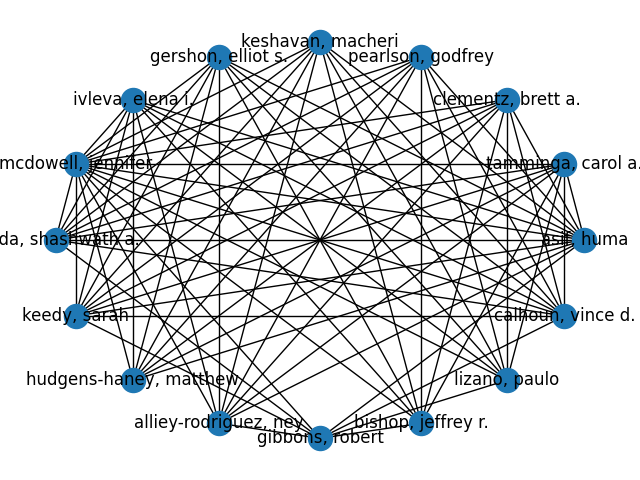 keshavan, macheri
gershon, elliot s.
pearlson, godfrey
ivleva, elena i.
clementz, brett a.
mcdowell, jennifer
tamminga, carol a.
da, shashwath a.
asif, huma
keedy, sarah
calhoun, vince d.
hudgens-haney, matthew
lizano, paulo
alliey-rodriguez, ney
bishop, jeffrey r.
gibbons, robert